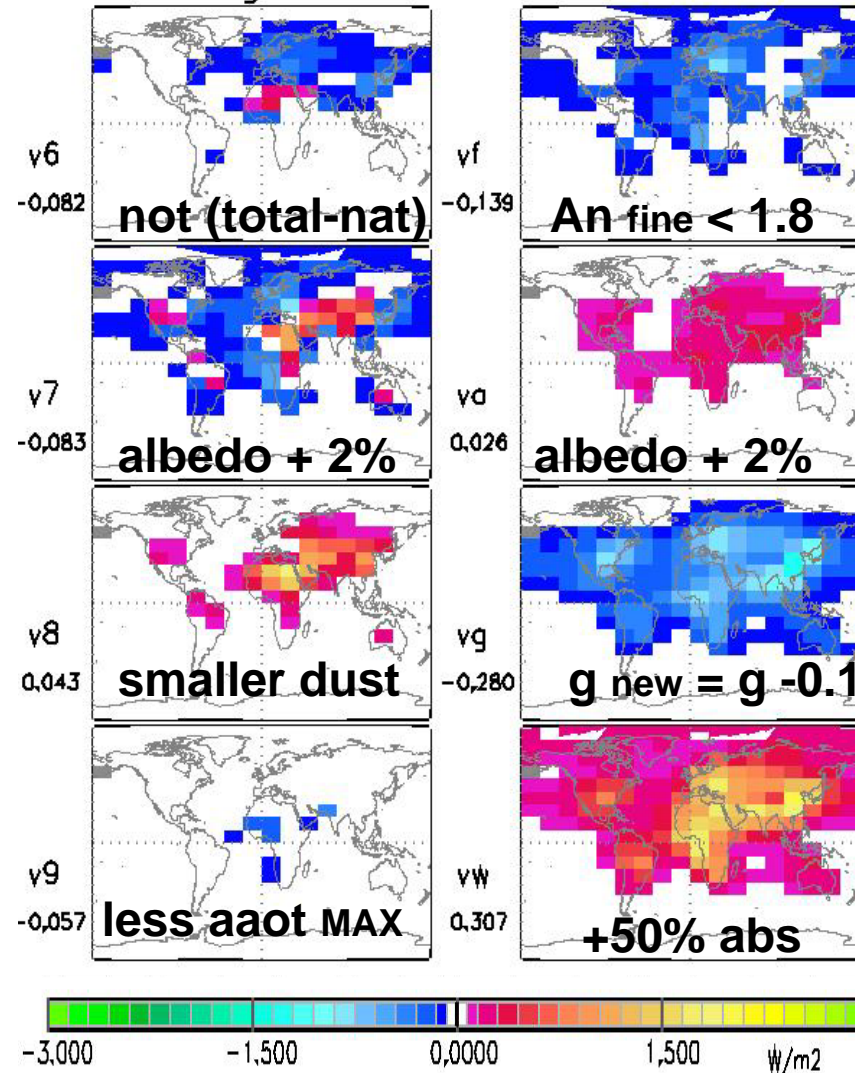 v6
-0,082
not (total-nat)
vf
-0,139
An fine < 1.8
v7
-0,083
albedo + 2%
va
0,026
albedo + 2%
v8
0,043
smaller dust
vg
-0,280
g new = g -0.1
v9
-0,057
less aaot MAX
vw
0,307
+50% abs
-3,000 -1,500 0,0000 1,500 W/m2